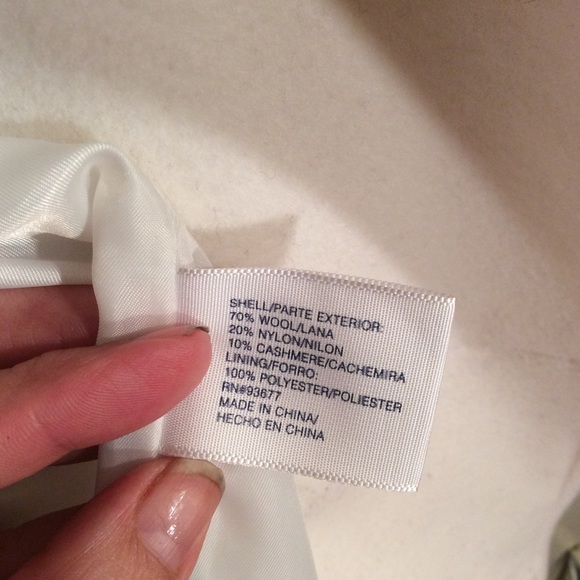 SHELL/PARTE EXTERIOR:
70% WOOL/LANA
20% NYLON/NILON
10% CASHMERE/CACHEMIRA
LINING/FORRO:
100% POLYESTER/POLIESTER
RN#93677
MADE IN CHINA/
HECHO EN CHINA